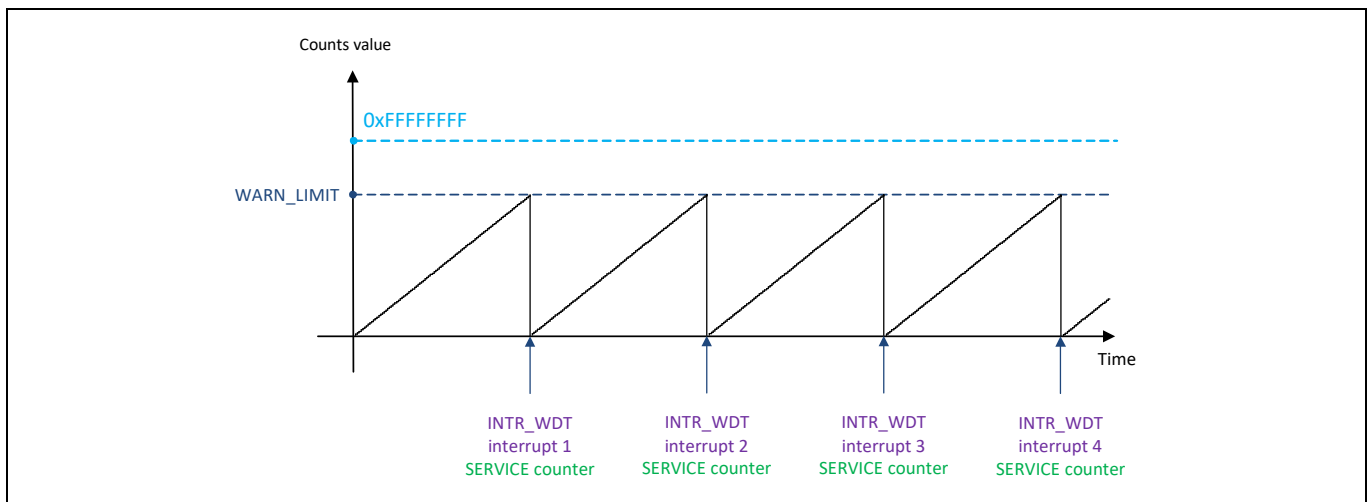 Counts value
0xFFFFFFFF
WARN_LIMIT
Time
INTR_WDT
interrupt 1
SERVICE counter
INTR_WDT
interrupt 2
SERVICE counter
INTR_WDT
interrupt 3
SERVICE counter
INTR_WDT
interrupt 4
SERVICE counter